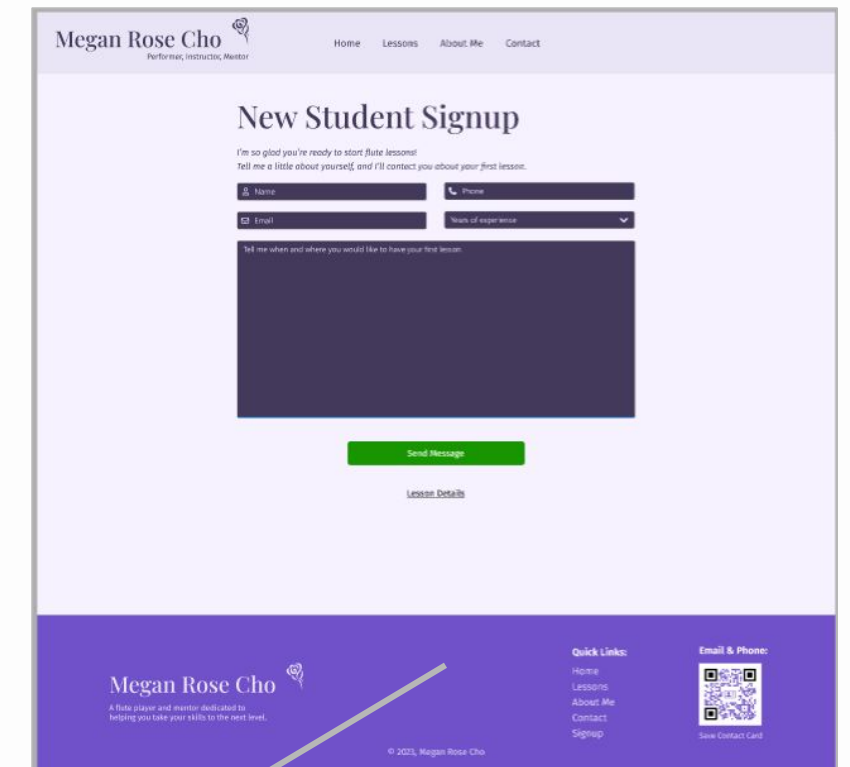 Megan Rose Cho
Performer, Instructor, Mentor
Home Lessons About Me Contact
New Student Signup
I'm so glad you're ready to start flute lessons!
Tell me a little about yourself, and I'll contact you about your first lesson.
Name
Phone
Email
Years of experience
Tell me when and where you would like to have your first lesson.
Send Message
Lesson Details
Megan Rose Cho
A flute player and mentor dedicated to
helping you take your skills to the next level.
Quick Links:
Home
Lessons
About Me
Contact
Signup
Email & Phone:
Save Contact Card
© 2023, Megan Rose Cho